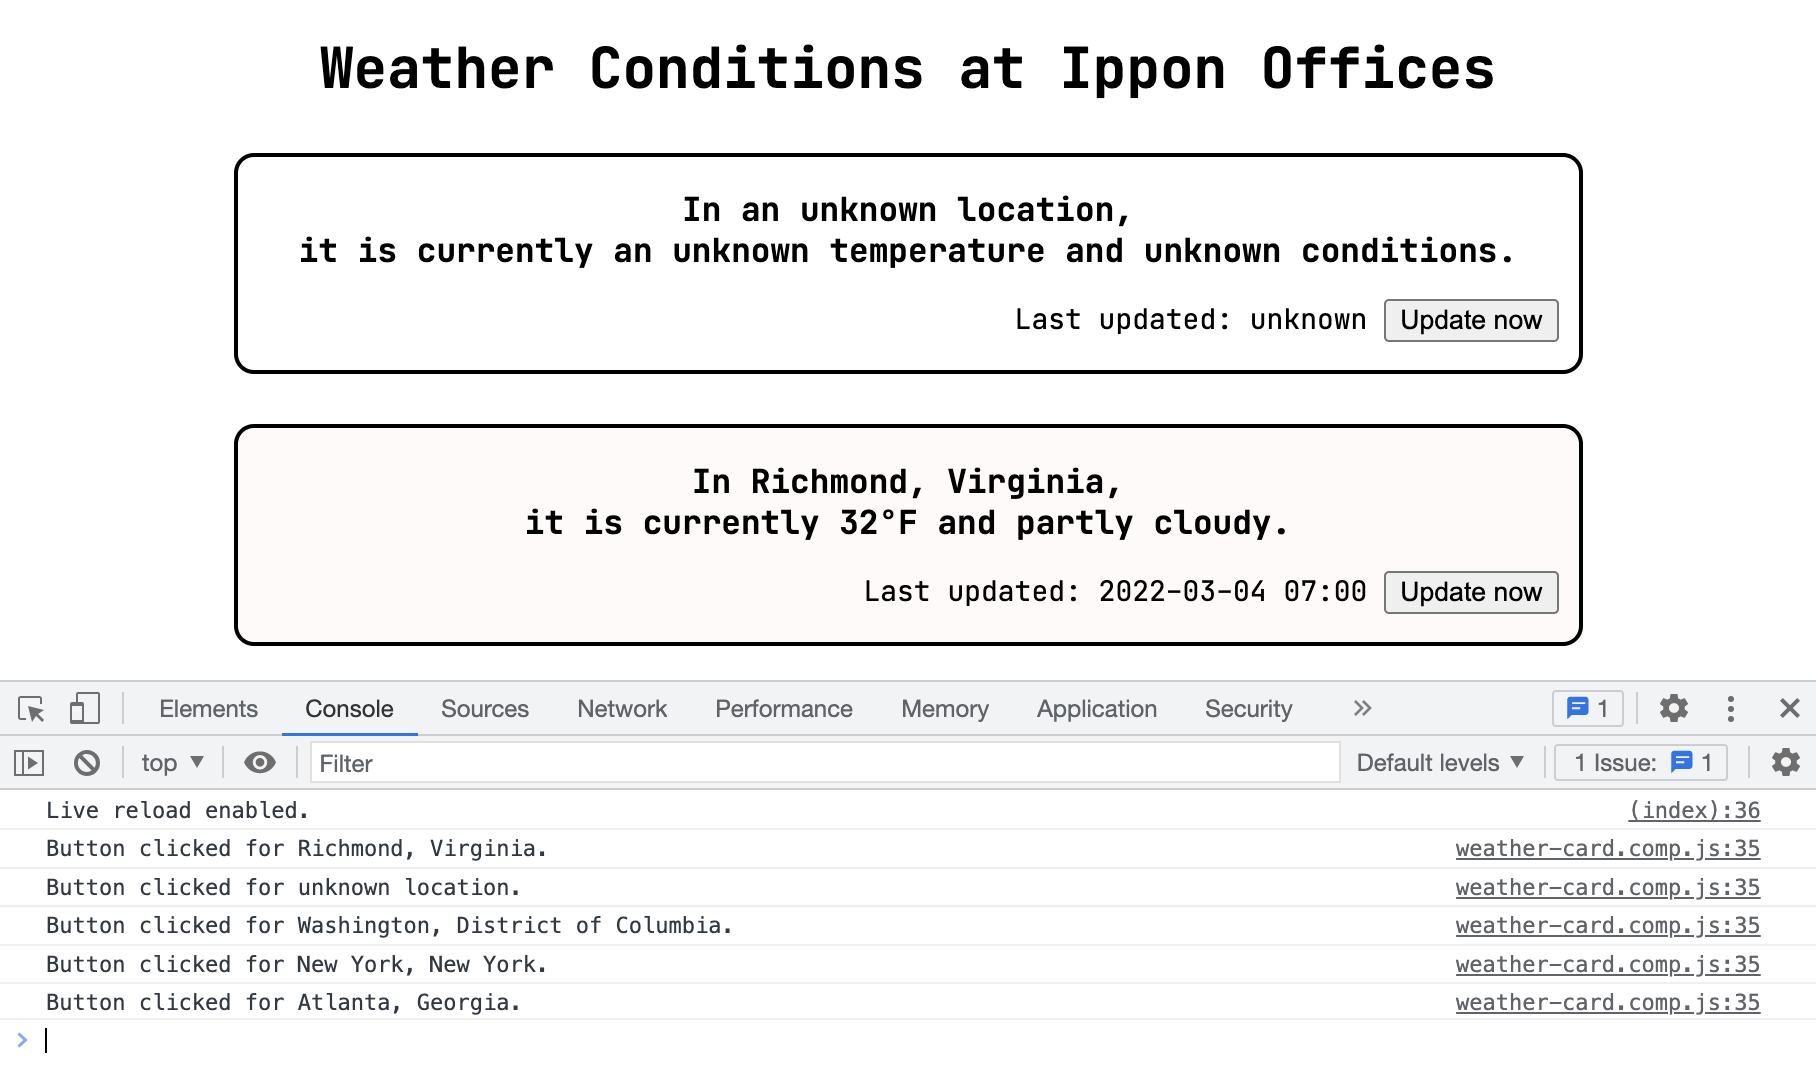 Weather Conditions at Ippon Offices
In an unknown location,
it is currently an unknown temperature and unknown conditions.
Last updated: unknown Update now
In Richmond, Virginia,
it is currently 32°F and partly cloudy.
Last updated: 2022-03-04 07:00 Update now
Elements Console Sources Network Performance Memory Application Security 1
top Filter Default levels 1 Issue: 1
Live reload enabled. (index):36
Button clicked for Richmond, Virginia. weather-card.comp.js:35
Button clicked for unknown location. weather-card.comp.js:35
Button clicked for Washington, District of Columbia. weather-card.comp.js:35
Button clicked for New York, New York. weather-card.comp.js:35
Button clicked for Atlanta, Georgia. weather-card.comp.js:35